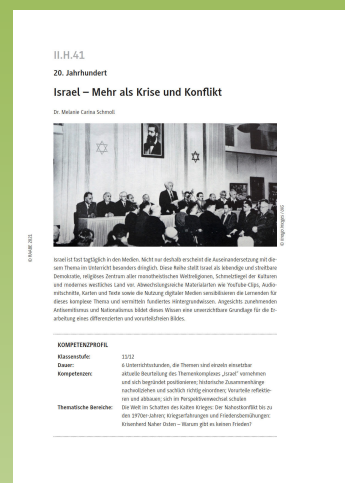 II.H.41
20. Jahrhundert
Israel – Mehr als Krise und Konflikt
Dr. Melanie Carina Schmoll
© RAABE 2021
Israel ist fast tagtäglich in den Medien. Nicht nur deshalb erscheint die Auseinandersetzung mit die-
sem Thema im Unterricht besonders dringlich. Diese Reihe stellt Israel als lebendige und streitbare
Demokratie, religiöses Zentrum aller monotheistischen Weltreligionen, Schmelztiegel der Kulturen
und modernes westliches Land vor. Abwechslungsreiche Materialarten wie YouTube-Clips, Audio-
mitschnitte, Karten und Texte sowie die Nutzung digitaler Medien sensibilisieren die Lernenden für
dieses komplexe Thema und vermitteln fundiertes Hintergrundwissen. Angesichts zunehmenden
Antisemitismus und Nationalismus bildet dieses Wissen eine unverzichtbare Grundlage für die Er-
arbeitung eines differenzierten und vorurteilsfreien Bildes.
KOMPETENZPROFIL
Klassenstufe: 11/12
Dauer: 6 Unterrichtsstunden, die Themen sind einzeln einsetzbar
Kompetenzen: aktuelle Beurteilung des Themenkomplexes „Israel“ vornehmen
und sich begründet positionieren; historische Zusammenhänge
nachvollziehen und sachlich richtig einordnen; Vorurteile reflektie-
ren und abbauen; sich im Perspektivenwechsel schulen
Thematische Bereiche: Die Welt im Schatten des Kalten Krieges: Der Nahostkonflikt bis zu
den 1970er-Jahren; Kriegserfahrungen und Friedensbemühungen:
Krisenherd Naher Osten – Warum gibt es keinen Frieden?